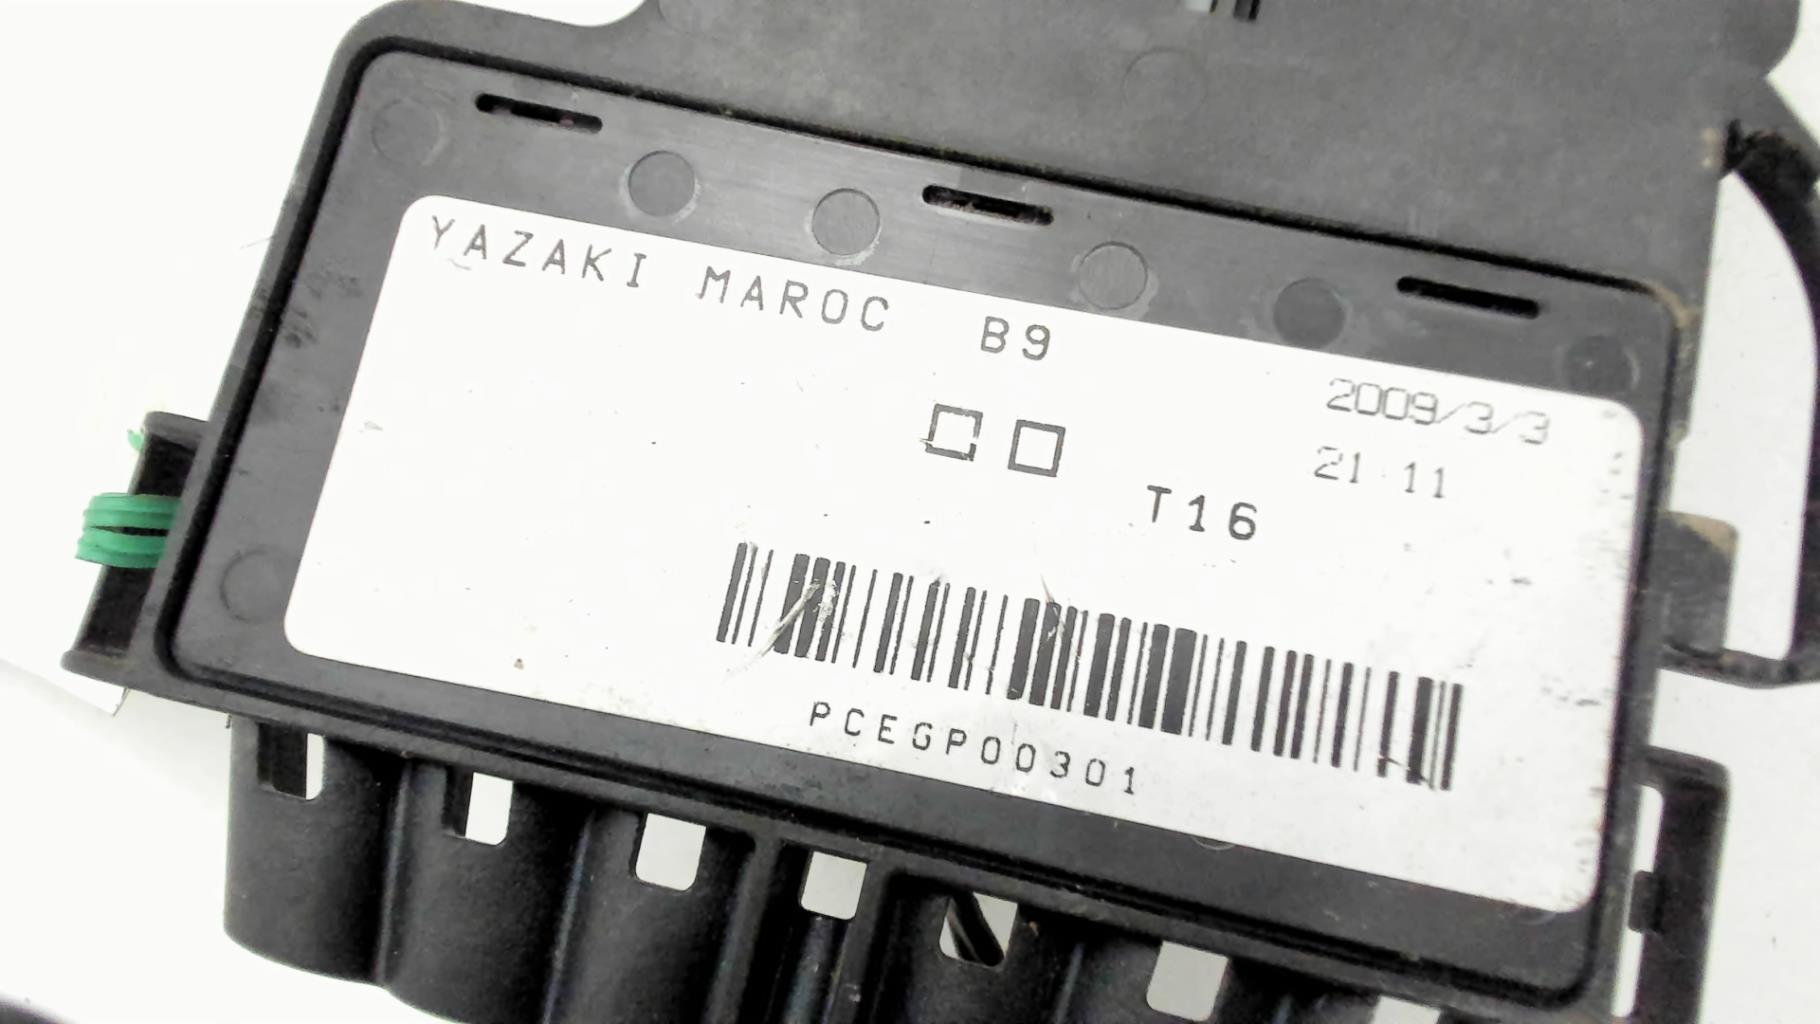 YAZAKI MAROC B9
2009/3/3
21 11
T16
PCEGP00301